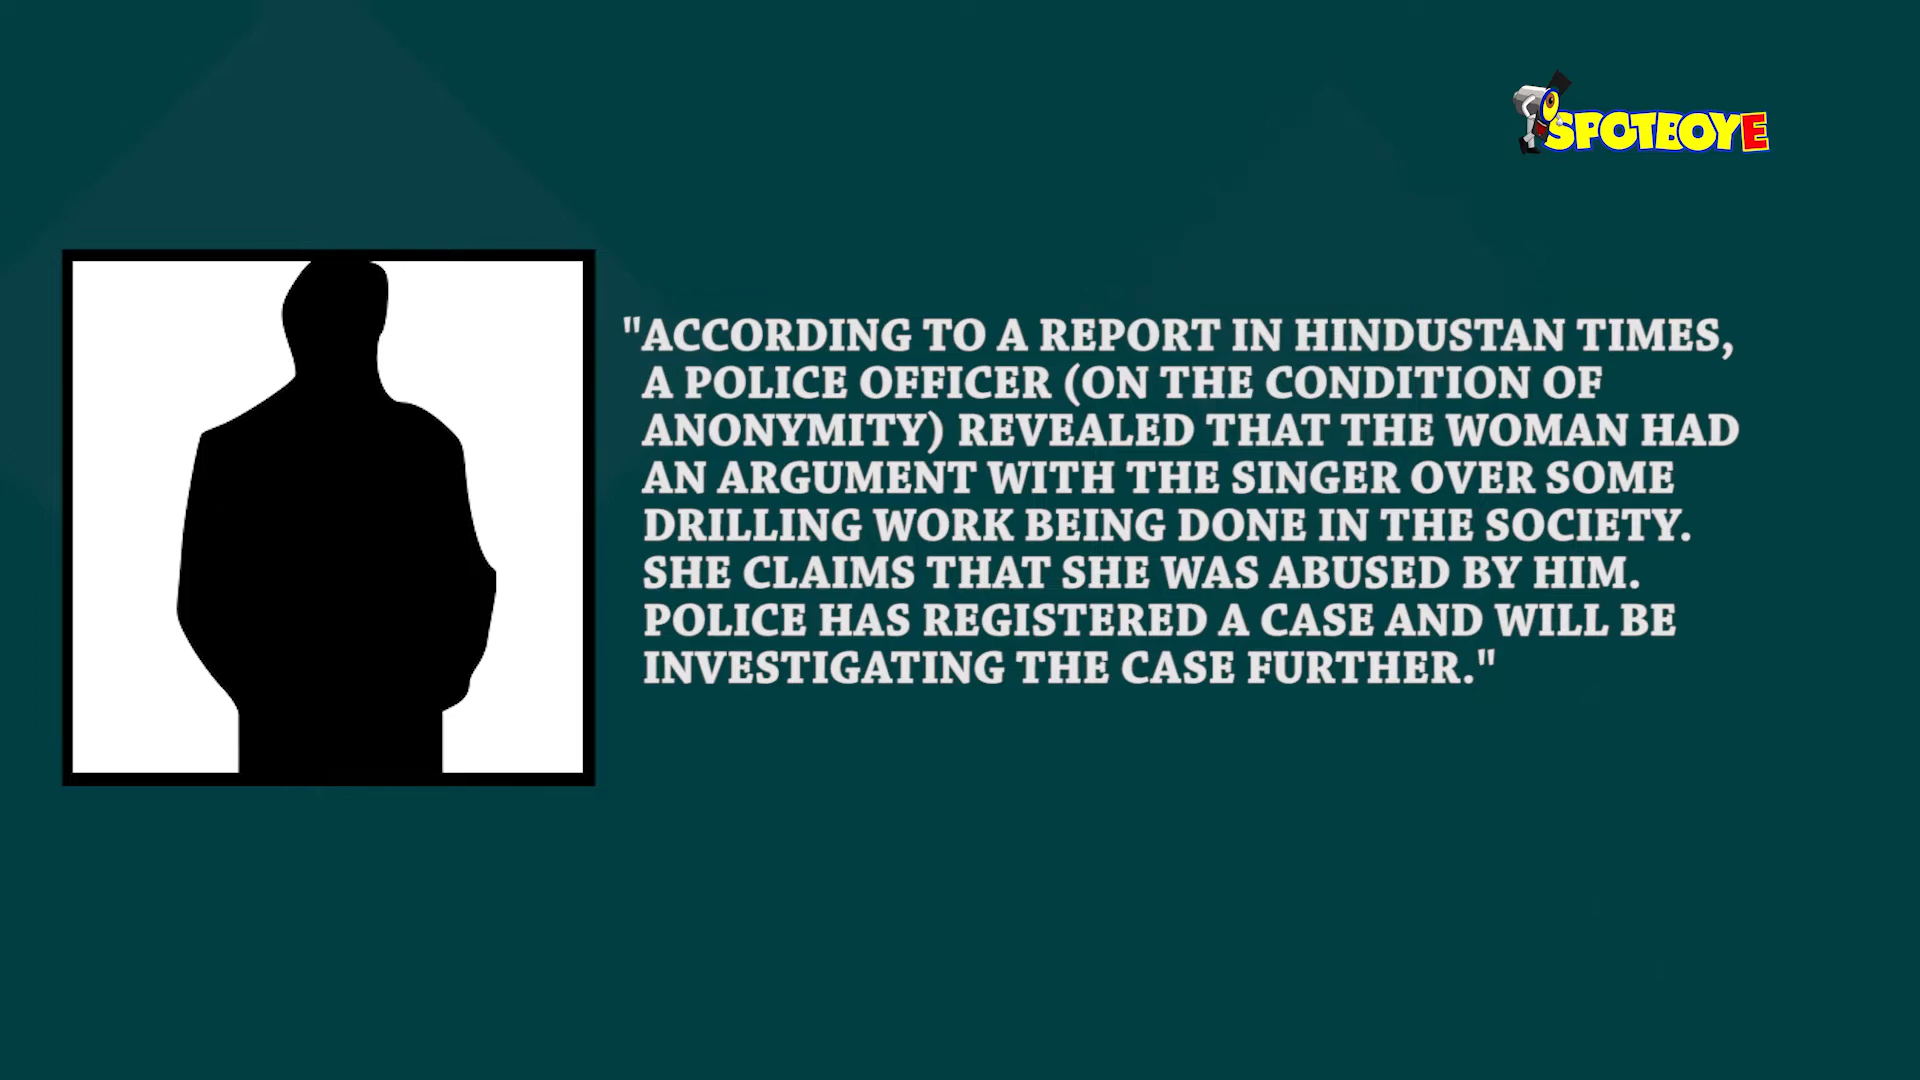 SPOTBOYE
"ACCORDING TO A REPORT IN HINDUSTAN TIMES,
A POLICE OFFICER (ON THE CONDITION OF
ANONYMITY) REVEALED THAT THE WOMAN HAD
AN ARGUMENT WITH THE SINGER OVER SOME
DRILLING WORK BEING DONE IN THE SOCIETY.
SHE CLAIMS THAT SHE WAS ABUSED BY HIM.
POLICE HAS REGISTERED A CASE AND WILL BE
INVESTIGATING THE CASE FURTHER."